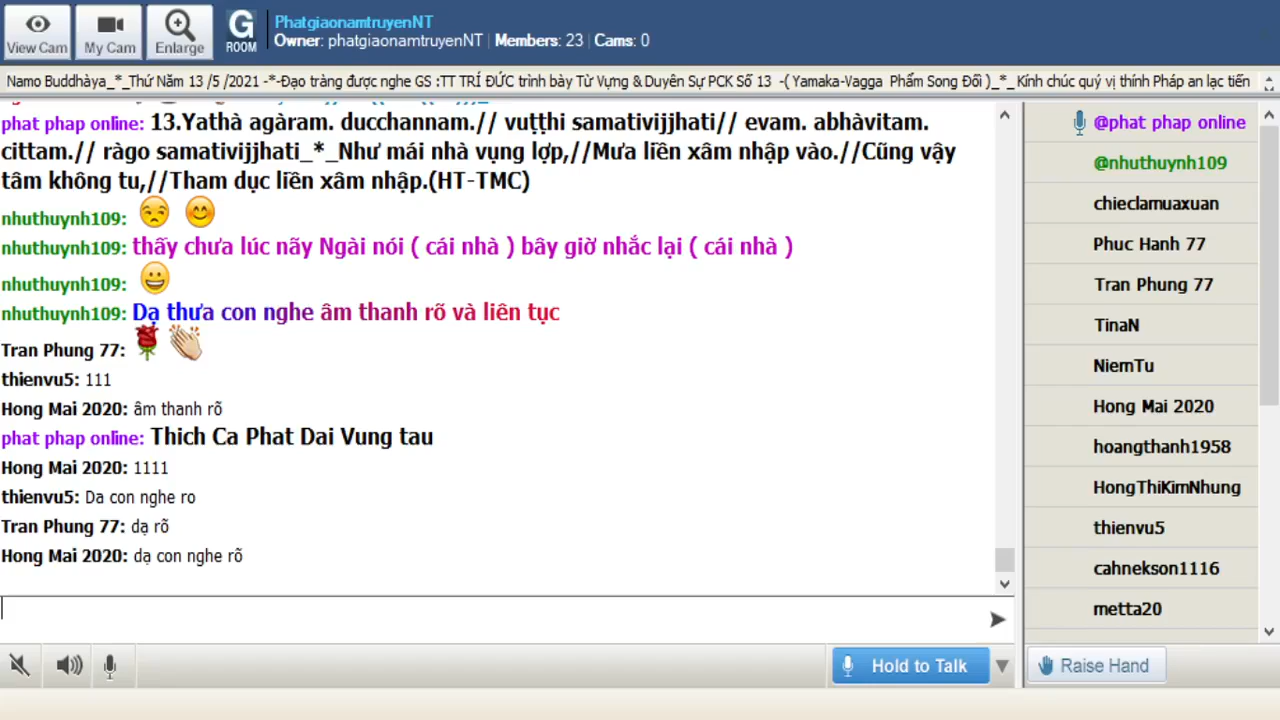 View Cam
My Cam
Enlarge
G
ROOM
PhatgiaonamtruyenNT
Owner: phatgiaonamtruyenNT | Members: 23 | Cams: 0
Namo Buddhàya_*_Thứ Năm 13 /5 /2021 -*-Đạo tràng được nghe GS :TT TRÍ ĐỨC trình bày Từ Vựng & Duyên Sự PCK Số 13 -( Yamaka-Vagga Phẩm Song Đối )_*_ Kính chúc quý vị thính Pháp an lạc tiến
phat phap online: 13.Yathà agàram. ducchannam.// vuṭṭhi samativijjhati// evam. abhàvitam.
cittam.// ràgo samativijjhati_*_Như mái nhà vụng lợp,//Mưa liền xâm nhập vào.//Cũng vậy
tâm không tu,//Tham dục liền xâm nhập.(HT-TMC)
nhuthuynh109:
nhuthuynh109: thấy chưa lúc nãy Ngài nói ( cái nhà ) bây giờ nhắc lại ( cái nhà )
nhuthuynh109:
nhuthuynh109: Dạ thưa con nghe âm thanh rõ và liên tục
Tran Phung 77:
thienvu5: 111
Hong Mai 2020: âm thanh rõ
phat phap online: Thich Ca Phat Dai Vung tau
Hong Mai 2020: 1111
thienvu5: Da con nghe ro
Tran Phung 77: dạ rõ
Hong Mai 2020: dạ con nghe rõ
@phat phap online
@nhuthuynh109
chieclamuaxuan
Phuc Hanh 77
Tran Phung 77
TinaN
NiemTu
Hong Mai 2020
hoangthanh1958
HongThiKimNhung
thienvu5
cahnekson1116
metta20
Hold to Talk
Raise Hand